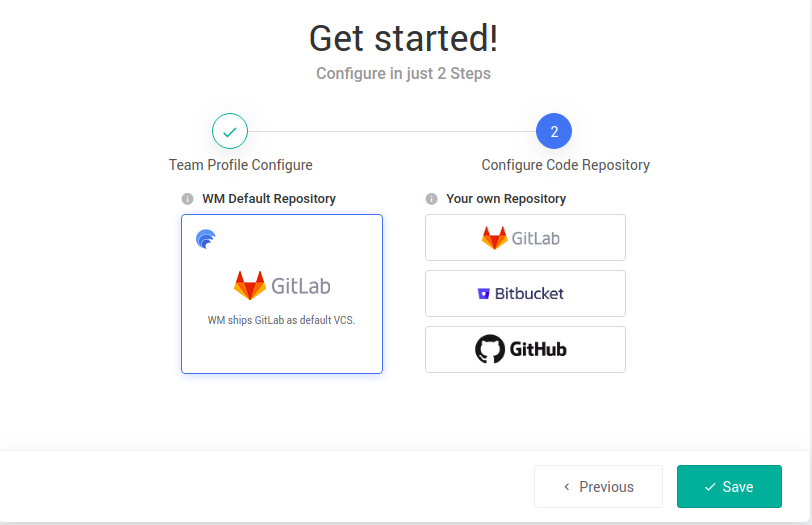 Get started!
Configure in just 2 Steps
2
Team Profile Configure
Configure Code Repository
WM Default Repository
GitLab
WM ships GitLab as default VCS.
Your own Repository
GitLab
Bitbucket
GitHub
Previous
Save